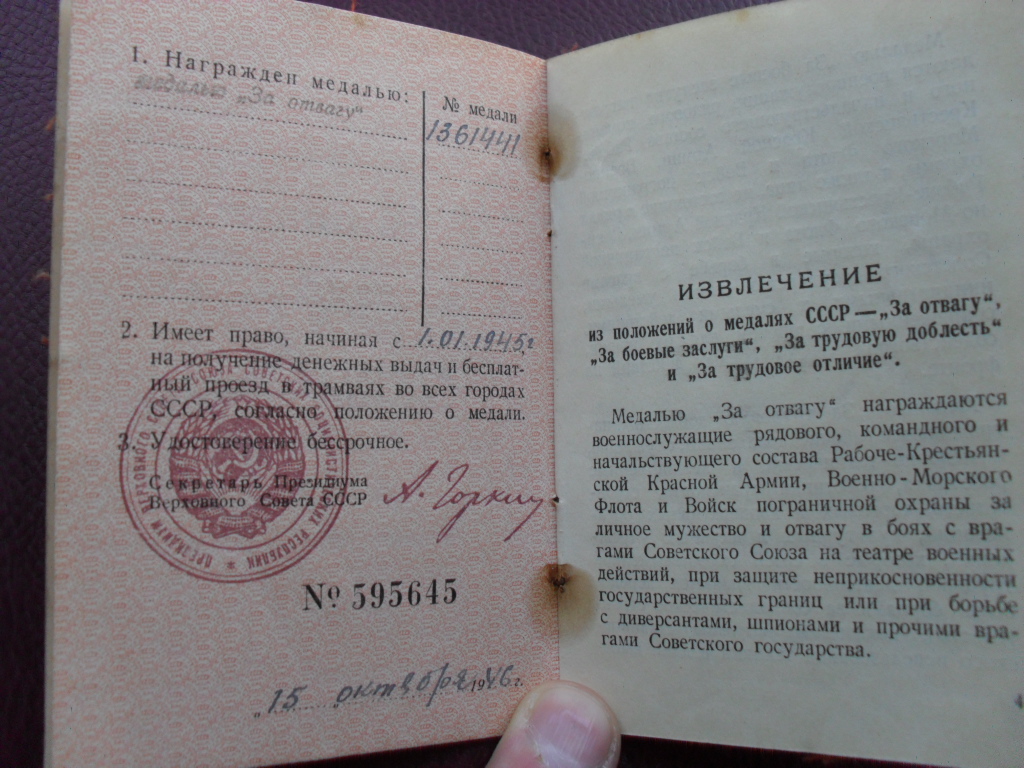 1. Награжден медалью:
медалью „За отвагу“
№ медали
1361441
2. Имеет право, начиная с 1.01.1945г
на получение денежных выдач и бесплат-
ный проезд в трамваях во всех городах
СССР, согласно положению о медали.
3. Удостоверение бессрочное.
Секретарь Президиума
Верховного Совета СССР
А. Горкин
№ 595645
„15 „ октября 1946 г.
ИЗВЛЕЧЕНИЕ
из положений о медалях СССР — „За отвагу“,
„За боевые заслуги“, „За трудовую доблесть“
и „За трудовое отличие“.
Медалью „За отвагу“ награждаются
военнослужащие рядового, командного и
начальствующего состава Рабоче-Крестьян-
ской Красной Армии, Военно-Морского
Флота и Войск пограничной охраны за
личное мужество и отвагу в боях с вра-
гами Советского Союза на театре военных
действий, при защите неприкосновенности
государственных границ или при борьбе
с диверсантами, шпионами и прочими вра-
гами Советского государства.
4